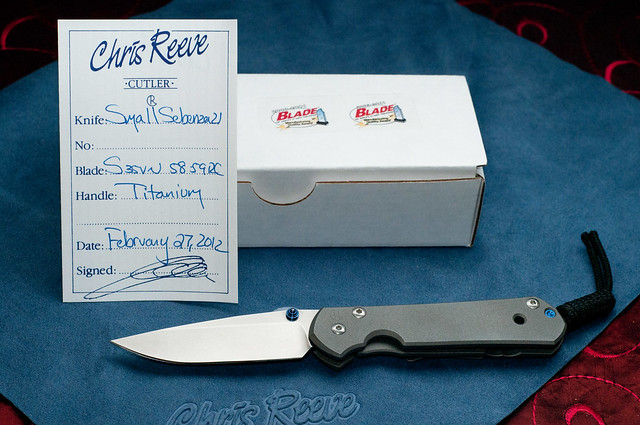 Chris Reeve
·CUTLER·
Knife: Small Sebenza 21
®
No:
Blade: S35VN 58.59RC
Handle: Titanium
Date: February 27, 2012
Signed:
BLADE
BLADE
Chris Reeve